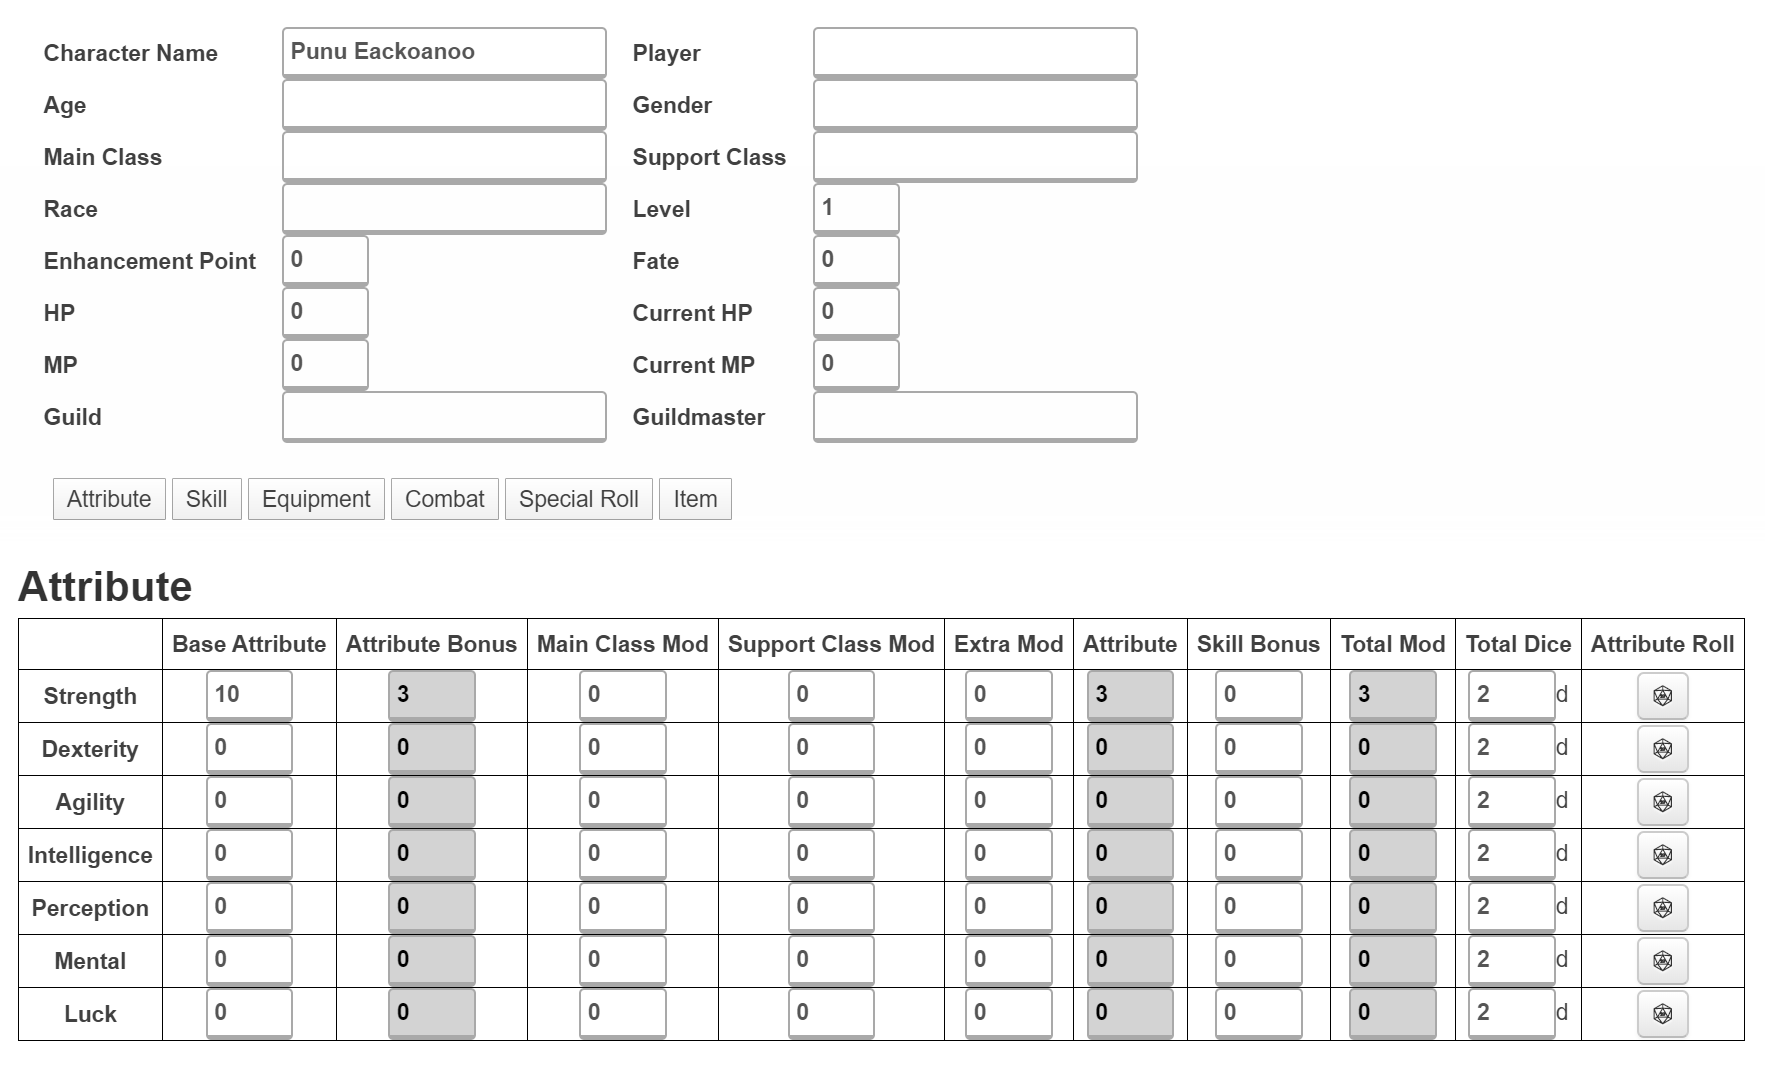 Character Name Punu Eackoanoo Player
Age Gender
Main Class Support Class
Race Level 1
Enhancement Point 0 Fate 0
HP 0 Current HP 0
MP 0 Current MP 0
Guild Guildmaster
Attribute Skill Equipment Combat Special Roll Item
Attribute
Base Attribute Attribute Bonus Main Class Mod Support Class Mod Extra Mod Attribute Skill Bonus Total Mod Total Dice Attribute Roll
Strength 10 3 0 0 0 3 0 3 2 d
Dexterity 0 0 0 0 0 0 0 0 2 d
Agility 0 0 0 0 0 0 0 0 2 d
Intelligence 0 0 0 0 0 0 0 0 2 d
Perception 0 0 0 0 0 0 0 0 2 d
Mental 0 0 0 0 0 0 0 0 2 d
Luck 0 0 0 0 0 0 0 0 2 d